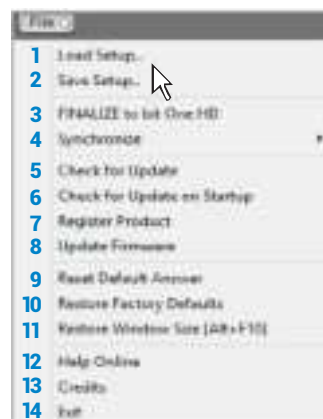 File
1 Load Setup...
2 Save Setup...
3 FINALIZE to bit One HD
4 Synchronize
5 Check for Update
6 Check for Update on Startup
7 Register Product
8 Update Firmware
9 Reset Default Answer
10 Restore Factory Defaults
11 Restore Window Size [Alt+F10]
12 Help Online
13 Credits
14 Exit